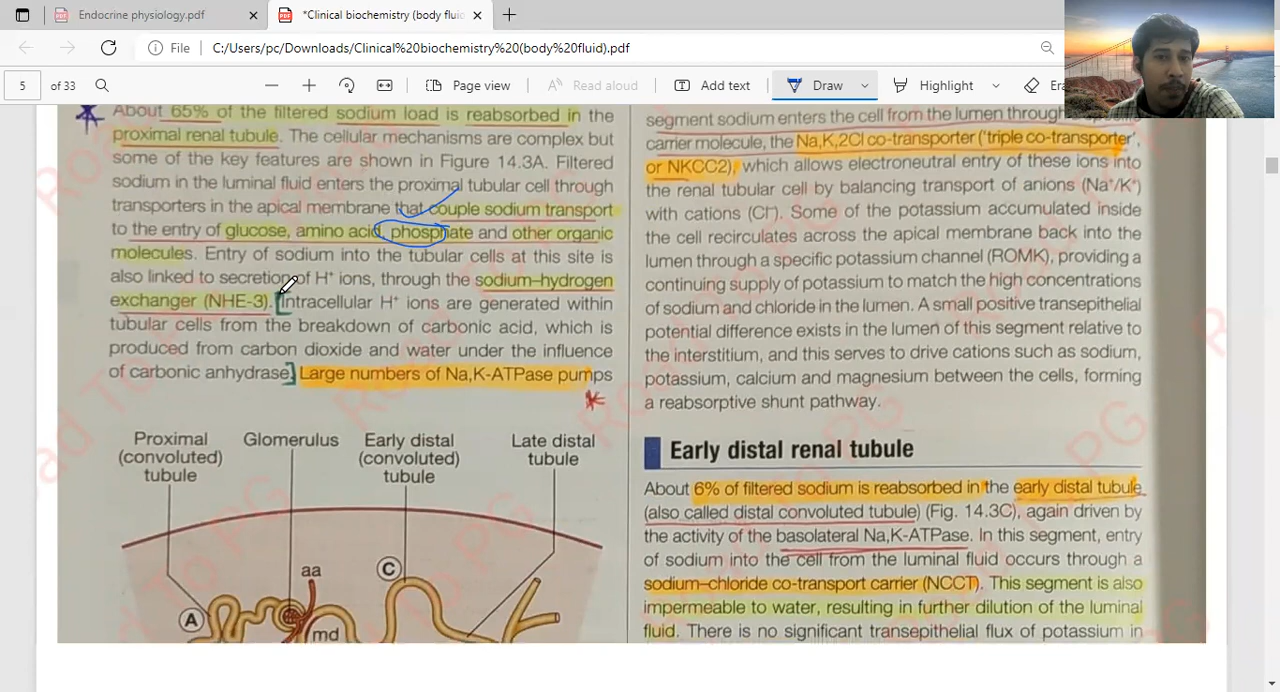 Endocrine physiology.pdf
*Clinical biochemistry (body fluid
File
C:/Users/pc/Downloads/Clinical%20biochemistry%20(body%20fluid).pdf
5 of 33
Page view
Read aloud
Add text
Draw
Highlight
Era
About 65% of the filtered sodium load is reabsorbed in the
proximal renal tubule. The cellular mechanisms are complex but
some of the key features are shown in Figure 14.3A. Filtered
sodium in the luminal fluid enters the proximal tubular cell through
transporters in the apical membrane that couple sodium transport
to the entry of glucose, amino acid, phosphate and other organic
molecules. Entry of sodium into the tubular cells at this site is
also linked to secretion of H⁺ ions, through the sodium–hydrogen
exchanger (NHE-3). Intracellular H⁺ ions are generated within
tubular cells from the breakdown of carbonic acid, which is
produced from carbon dioxide and water under the influence
of carbonic anhydrase. Large numbers of Na,K-ATPase pumps
Proximal
(convoluted)
tubule
Glomerulus
Early distal
(convoluted)
tubule
Late distal
tubule
aa
A
C
md
segment sodium enters the cell from the lumen through
carrier molecule, the Na,K,2Cl co-transporter ('triple co-transporter',
or NKCC2), which allows electroneutral entry of these ions into
the renal tubular cell by balancing transport of anions (Na⁺/K⁺)
with cations (Cl⁻). Some of the potassium accumulated inside
the cell recirculates across the apical membrane back into the
lumen through a specific potassium channel (ROMK), providing a
continuing supply of potassium to match the high concentrations
of sodium and chloride in the lumen. A small positive transepithelial
potential difference exists in the lumen of this segment relative to
the interstitium, and this serves to drive cations such as sodium,
potassium, calcium and magnesium between the cells, forming
a reabsorptive shunt pathway.
Early distal renal tubule
About 6% of filtered sodium is reabsorbed in the early distal tubule
(also called distal convoluted tubule) (Fig. 14.3C), again driven by
the activity of the basolateral Na,K-ATPase. In this segment, entry
of sodium into the cell from the luminal fluid occurs through a
sodium–chloride co-transport carrier (NCCT). This segment is also
impermeable to water, resulting in further dilution of the luminal
fluid. There is no significant transepithelial flux of potassium in
Road To PG